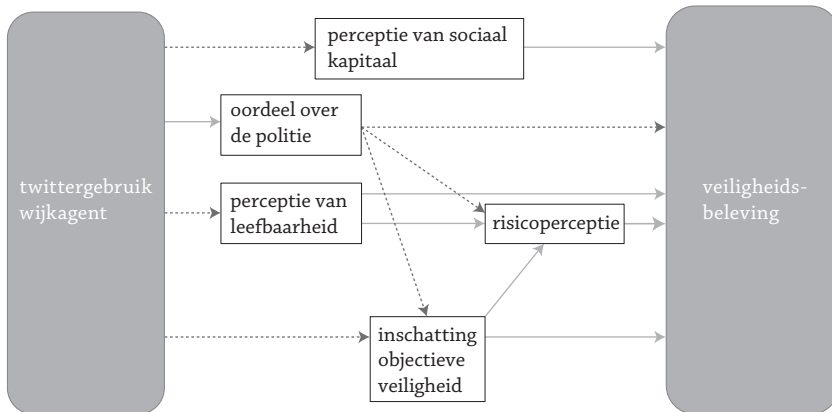 perceptie van sociaal
kapitaal
oordeel over
de politie
twittergebruik
wijkagent
perceptie van
leefbaarheid
risicoperceptie
veiligheids-
beleving
inschatting
objectieve
veiligheid